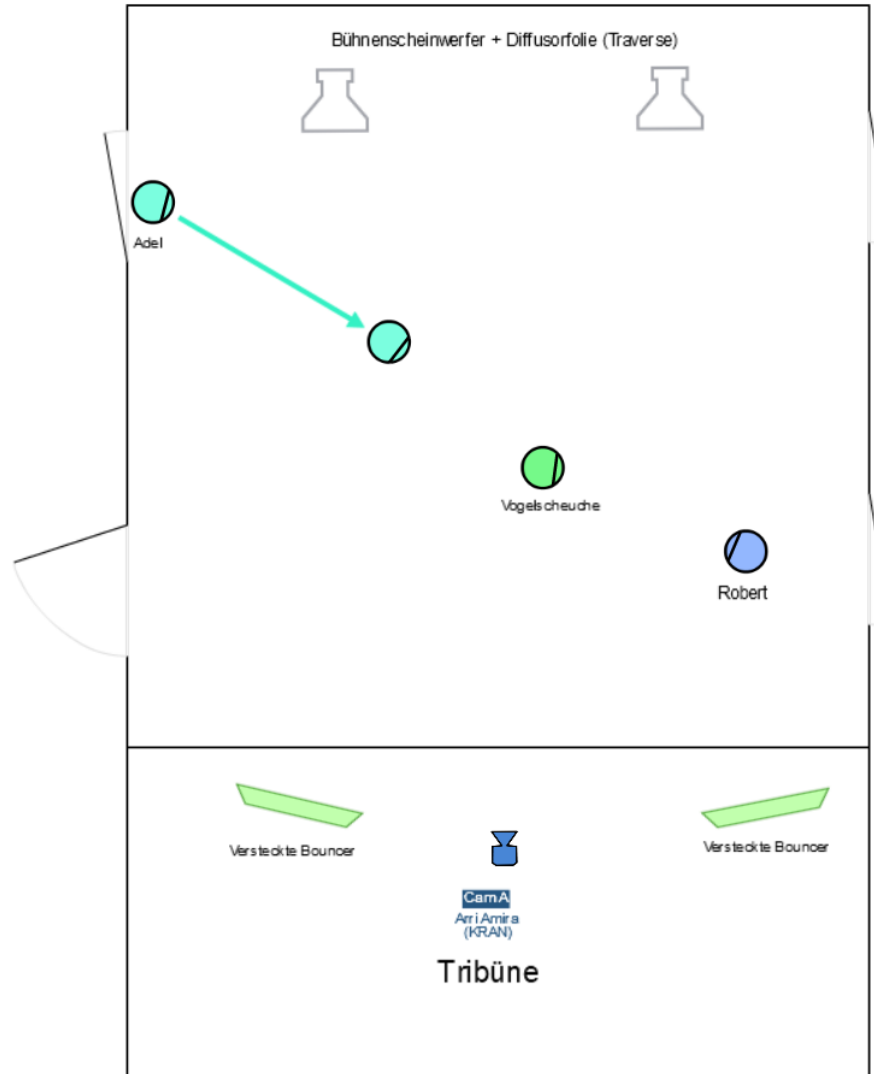 Bühnenscheinwerfer + Diffusorfolie (Traverse)
Adel
Vogelscheuche
Robert
Versteckte Bouncer
Versteckte Bouncer
CamA
Arri Amira
(KRAN)
Tribüne